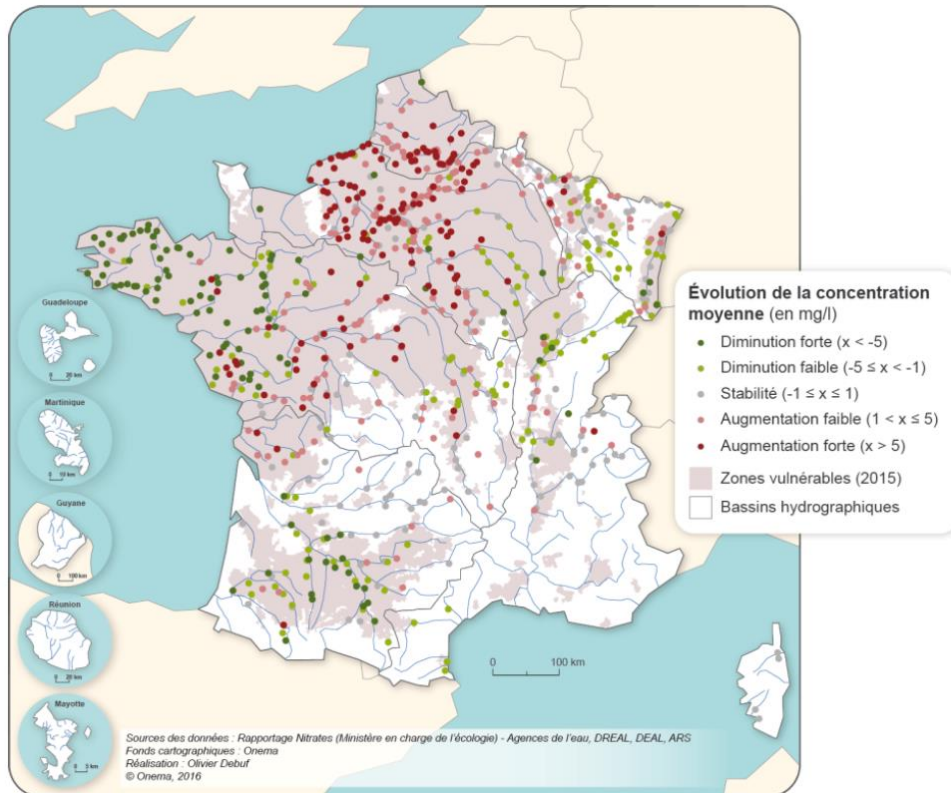 Guadeloupe
0 20 km
Martinique
0 10 km
Guyane
0 100 km
Réunion
0 20 km
Mayotte
0 5 km
0 100 km
Évolution de la concentration
moyenne (en mg/l)
Diminution forte (x < -5)
Diminution faible (-5 ≤ x < -1)
Stabilité (-1 ≤ x ≤ 1)
Augmentation faible (1 < x ≤ 5)
Augmentation forte (x > 5)
Zones vulnérables (2015)
Bassins hydrographiques
Sources des données : Rapportage Nitrates (Ministère en charge de l'écologie) - Agences de l'eau, DREAL, DEAL, ARS
Fonds cartographiques : Onema
Réalisation : Olivier Debuf
© Onema, 2016